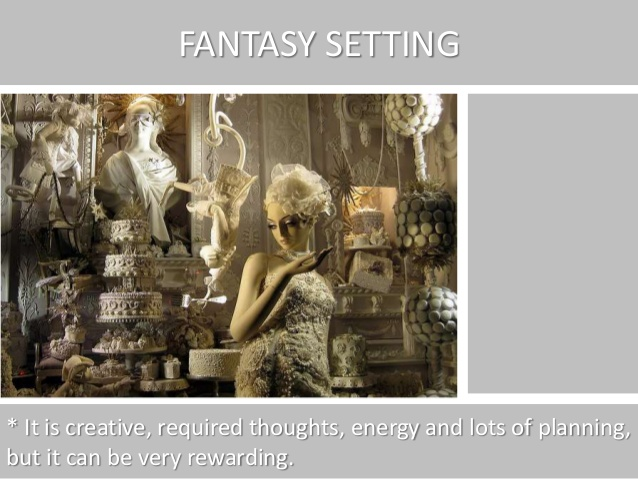 FANTASY SETTING
* It is creative, required thoughts, energy and lots of planning,
but it can be very rewarding.